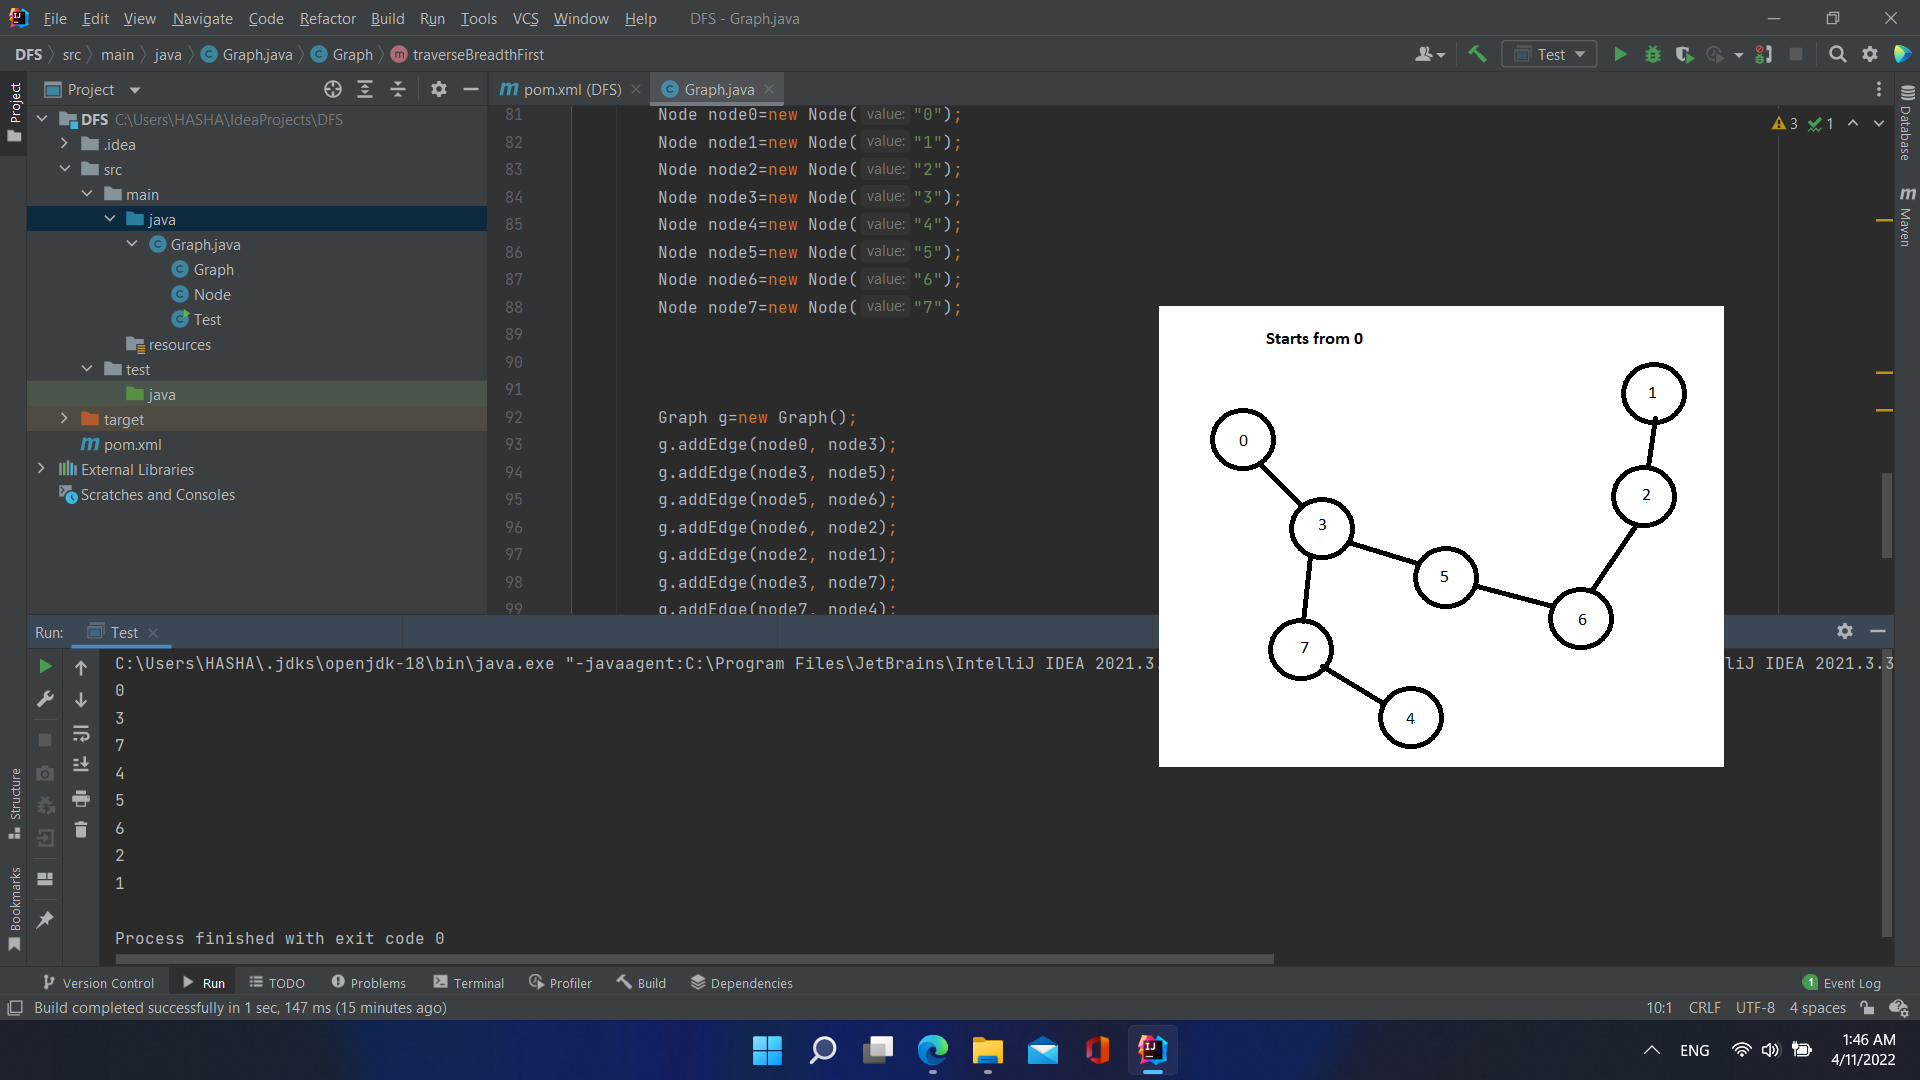 File Edit View Navigate Code Refactor Build Run Tools VCS Window Help DFS - Graph.java
DFS src main java Graph.java Graph traverseBreadthFirst Test
Project
Project
pom.xml (DFS)
Graph.java
DFS C:\Users\HASHA\IdeaProjects\DFS
.idea
src
main
java
Graph.java
Graph
Node
Test
resources
test
java
target
pom.xml
External Libraries
Scratches and Consoles
81 Node node0=new Node( value: "0");
82 Node node1=new Node( value: "1");
83 Node node2=new Node( value: "2");
84 Node node3=new Node( value: "3");
85 Node node4=new Node( value: "4");
86 Node node5=new Node( value: "5");
87 Node node6=new Node( value: "6");
88 Node node7=new Node( value: "7");
89
90
91
92 Graph g=new Graph();
93 g.addEdge(node0, node3);
94 g.addEdge(node3, node5);
95 g.addEdge(node5, node6);
96 g.addEdge(node6, node2);
97 g.addEdge(node2, node1);
98 g.addEdge(node3, node7);
99 g.addEdge(node7, node4);
3 1
Database
Maven
Starts from 0
1
0
2
3
5
6
7
4
Run: Test
C:\Users\HASHA\.jdks\openjdk-18\bin\java.exe "-javaagent:C:\Program Files\JetBrains\IntelliJ IDEA 2021.3. liJ IDEA 2021.3.3
0
3
7
4
5
6
2
1
Process finished with exit code 0
Structure
Bookmarks
Version Control Run TODO Problems Terminal Profiler Build Dependencies 1 Event Log
Build completed successfully in 1 sec, 147 ms (15 minutes ago) 10:1 CRLF UTF-8 4 spaces
ENG 1:46 AM
4/11/2022